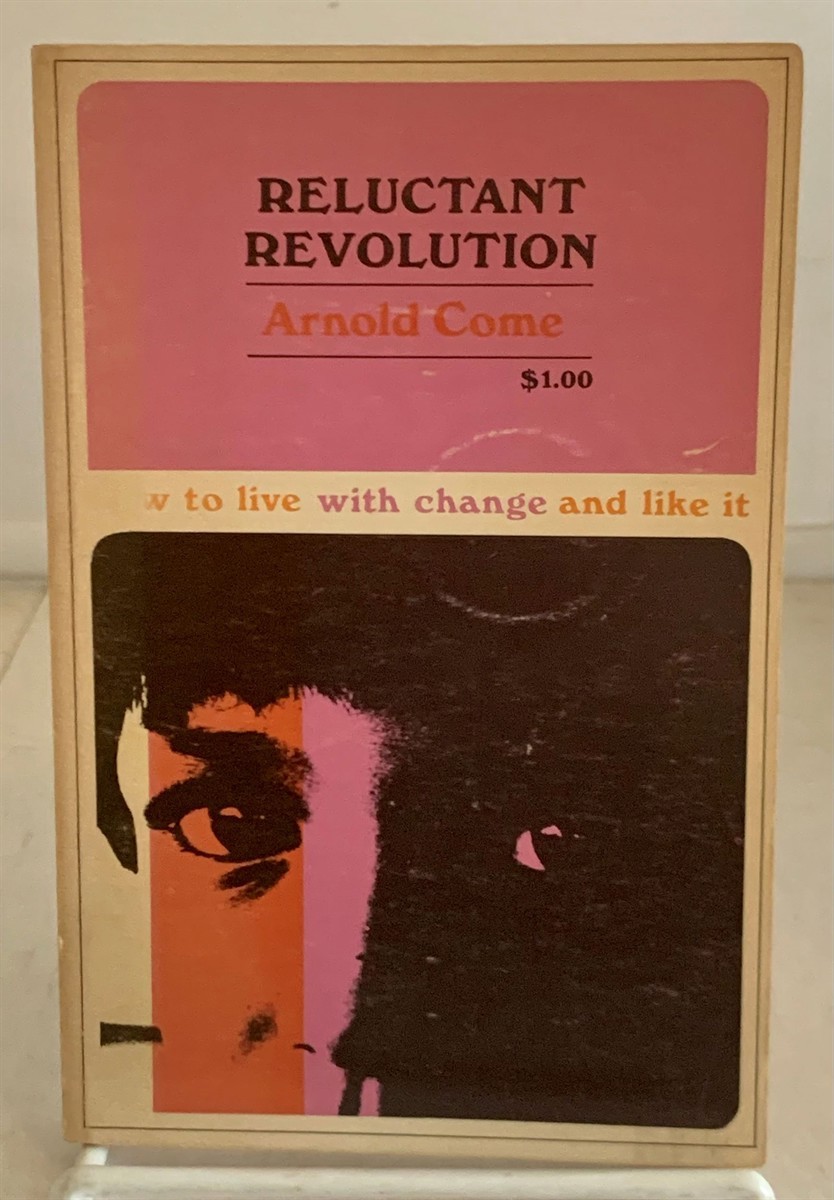 RELUCTANT
REVOLUTION
Arnold Come
$1.00
w to live with change and like it